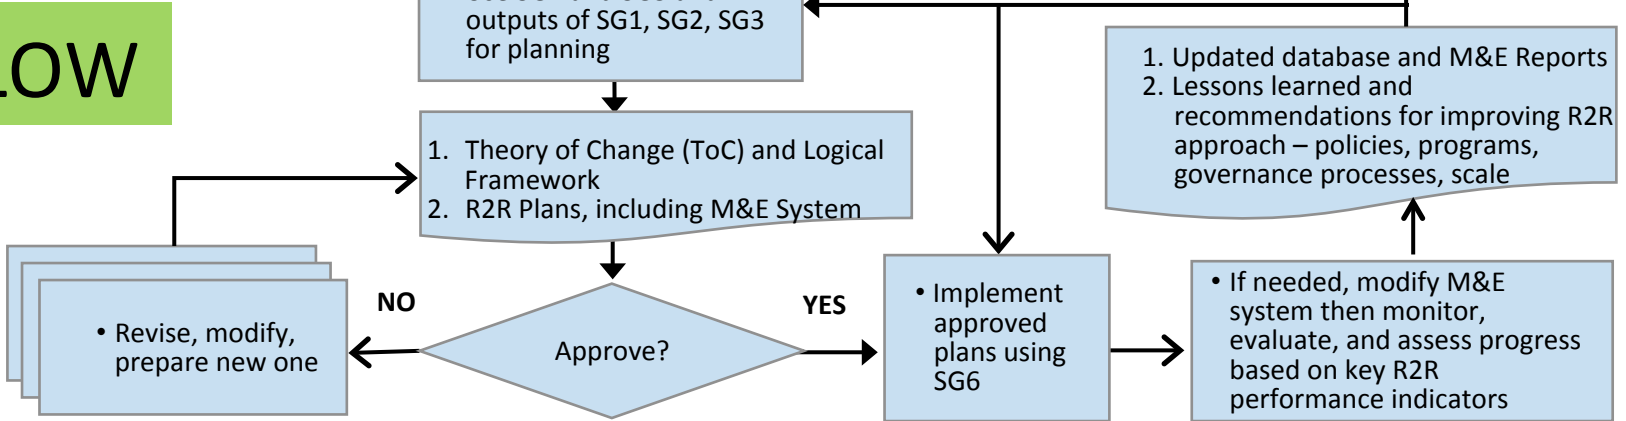 LOW
outputs of SG1, SG2, SG3
for planning
1. Updated database and M&E Reports
2. Lessons learned and
recommendations for improving R2R
approach – policies, programs,
governance processes, scale
1. Theory of Change (ToC) and Logical
Framework
2. R2R Plans, including M&E System
NO
YES
• Revise, modify,
prepare new one
Approve?
• Implement
approved
plans using
SG6
• If needed, modify M&E
system then monitor,
evaluate, and assess progress
based on key R2R
performance indicators